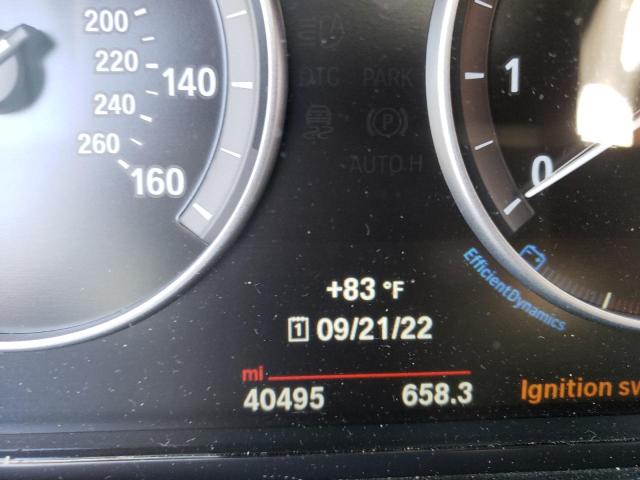 200
220
240
260
140
160
DTC PARK
(P)
AUTO H
1
0
EfficientDynamics
+83 °F
1 09/21/22
mi
40495 658.3
Ignition sw